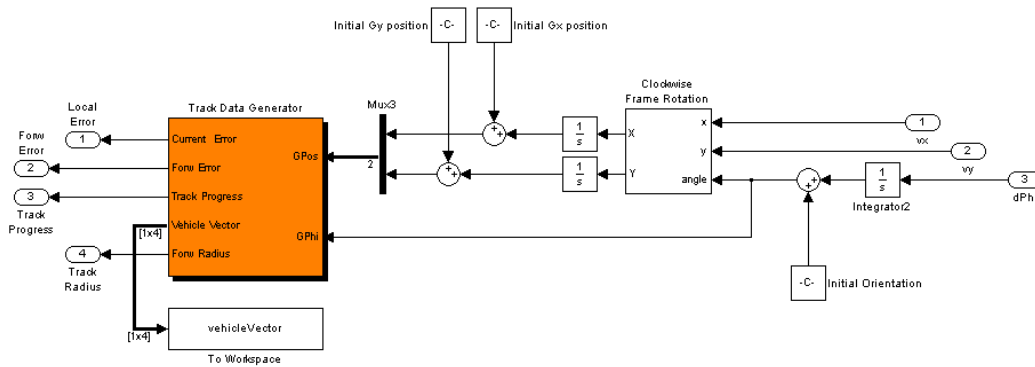 Initial Gy position
-C-
-C-
Initial Gx position
Local
Error
1
Forw
Error
2
3
Track
Progress
4
Track
Radius
Track Data Generator
Current Error
Forw Error
Track Progress
Vehicle Vector
Forw Radius
GPos
GPhi
[1x4]
[1x4]
vehicleVector
To Workspace
Mux3
2
1
s
1
s
Clockwise
Frame Rotation
X
Y
x
y
angle
1
vx
2
vy
3
dPh
1
s
Integrator2
-C-
Initial Orientation